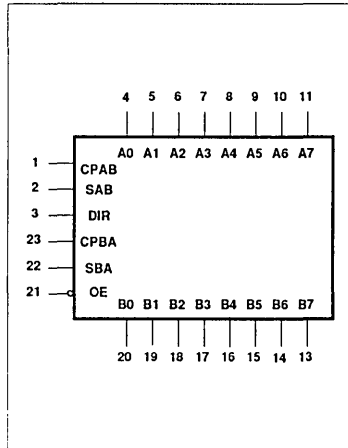 4 5 6 7 8 9 10 11
A0 A1 A2 A3 A4 A5 A6 A7
1 CPAB
2 SAB
3 DIR
23 CPBA
22 SBA
21 OE
B0 B1 B2 B3 B4 B5 B6 B7
20 19 18 17 16 15 14 13